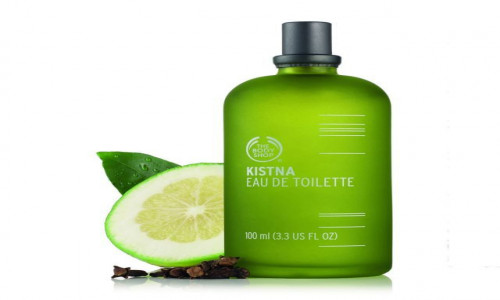 THE
BODY
SHOP
KISTNA
EAU DE TOILETTE
100 ml (3.3 US FL OZ)